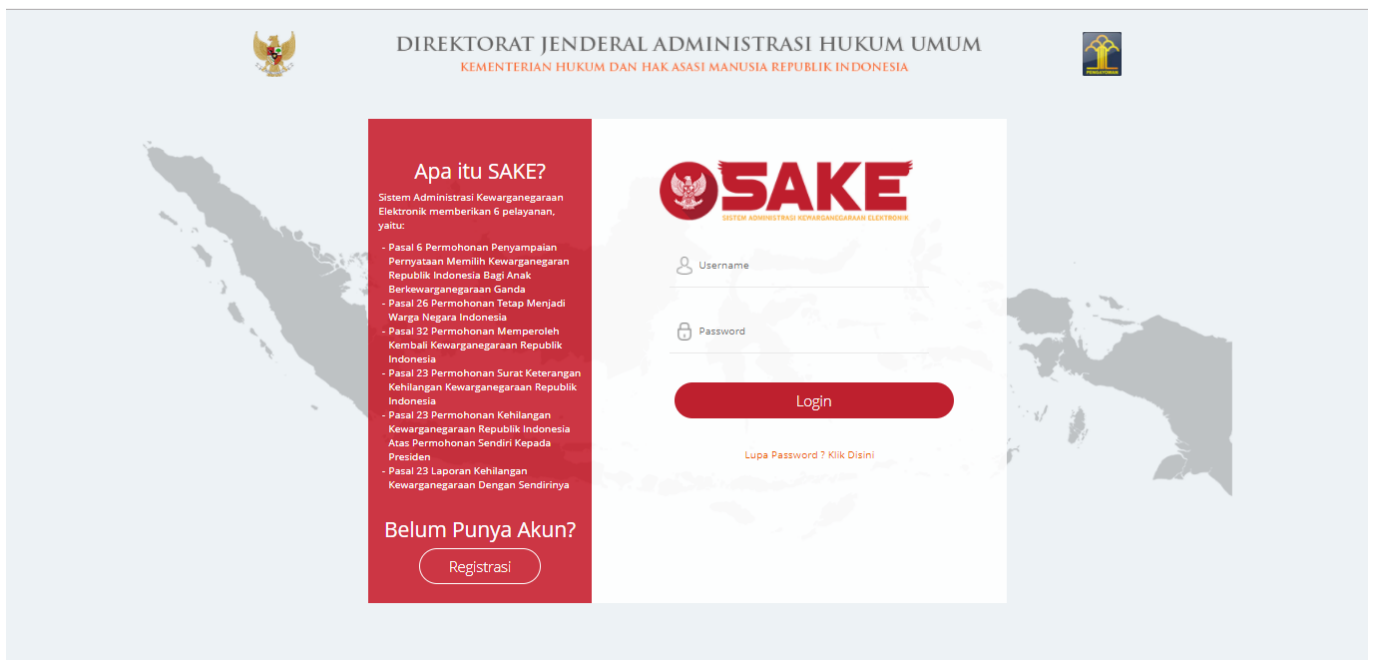 DIREKTORAT JENDERAL ADMINISTRASI HUKUM UMUM
KEMENTERIAN HUKUM DAN HAK ASASI MANUSIA REPUBLIK INDONESIA
PENGAYOMAN
Apa itu SAKE?
Sistem Administrasi Kewarganegaraan
Elektronik memberikan 6 pelayanan,
yaitu:
- Pasal 6 Permohonan Penyampaian
Pernyataan Memilih Kewarganegaran
Republik Indonesia Bagi Anak
Berkewarganegaraan Ganda
- Pasal 26 Permohonan Tetap Menjadi
Warga Negara Indonesia
- Pasal 32 Permohonan Memperoleh
Kembali Kewarganegaraan Republik
Indonesia
- Pasal 23 Permohonan Surat Keterangan
Kehilangan Kewarganegaraan Republik
Indonesia
- Pasal 23 Permohonan Kehilangan
Kewarganegaraan Republik Indonesia
Atas Permohonan Sendiri Kepada
Presiden
- Pasal 23 Laporan Kehilangan
Kewarganegaraan Dengan Sendirinya
Belum Punya Akun?
Registrasi
SAKE
SISTEM ADMINISTRASI KEWARGANEGARAAN ELEKTRONIK
Username
Password
Login
Lupa Password ? Klik Disini